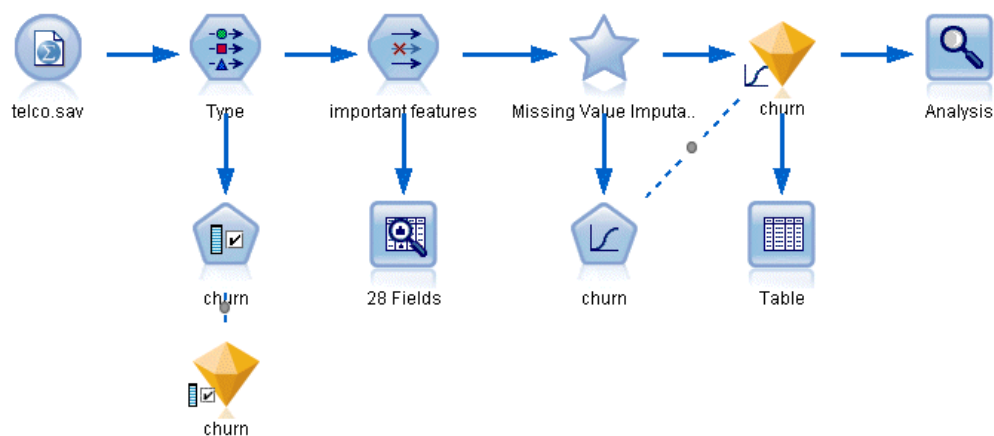 telco.sav
Type
important features
Missing Value Imputa..
churn
Analysis
churn
28 Fields
churn
Table
churn